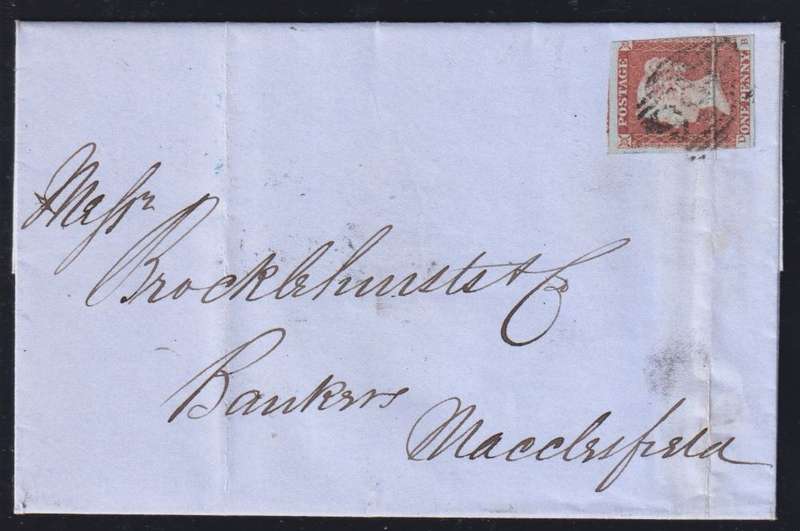 POSTAGE
ONE PENNY
B
Messrs
Brocklehursts & Co
Bankers
Macclesfield